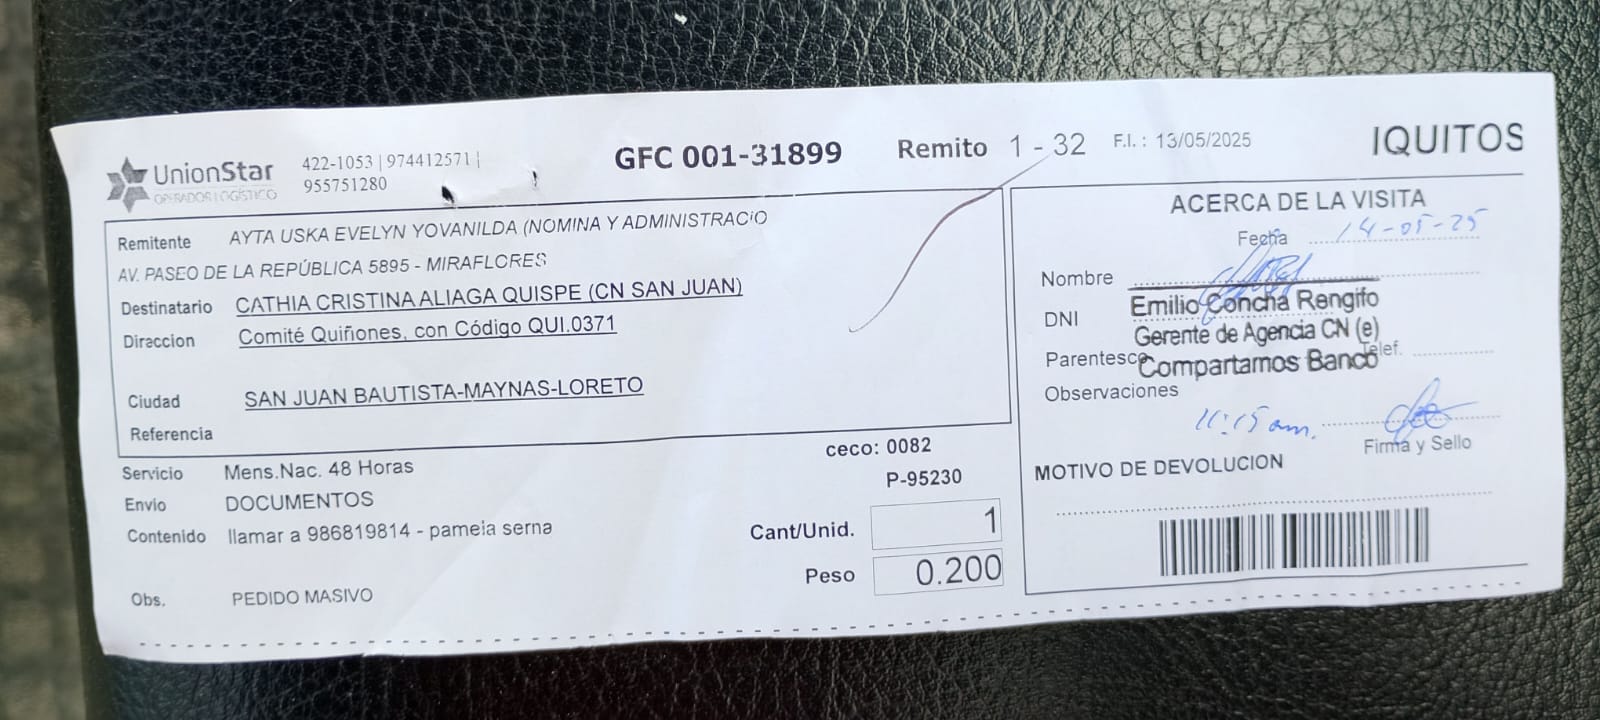 UnionStar
OPERADOR LOGÍSTICO
422-1053 | 974412571 |
955751280
GFC 001-31899
Remito 1 - 32
F.I. : 13/05/2025
IQUITOS
Remitente AYTA USKA EVELYN YOVANILDA (NOMINA Y ADMINISTRACIO
AV. PASEO DE LA REPÚBLICA 5895 - MIRAFLORES
Destinatario CATHIA CRISTINA ALIAGA QUISPE (CN SAN JUAN)
Direccion Comité Quiñones, con Código QUI.0371
Ciudad SAN JUAN BAUTISTA-MAYNAS-LORETO
Referencia
Servicio Mens.Nac. 48 Horas
Envio DOCUMENTOS
Contenido llamar a 986819814 - pamela serna
Obs. PEDIDO MASIVO
ceco: 0082
P-95230
Cant/Unid. 1
Peso 0.200
ACERCA DE LA VISITA
Fecha 14-05-25
Nombre
DNI Emilio Concha Rengifo
Gerente de Agencia CN (e)
Parentesco Compartamos Banco Telef.
Observaciones
11:15 am.
Firma y Sello
MOTIVO DE DEVOLUCION